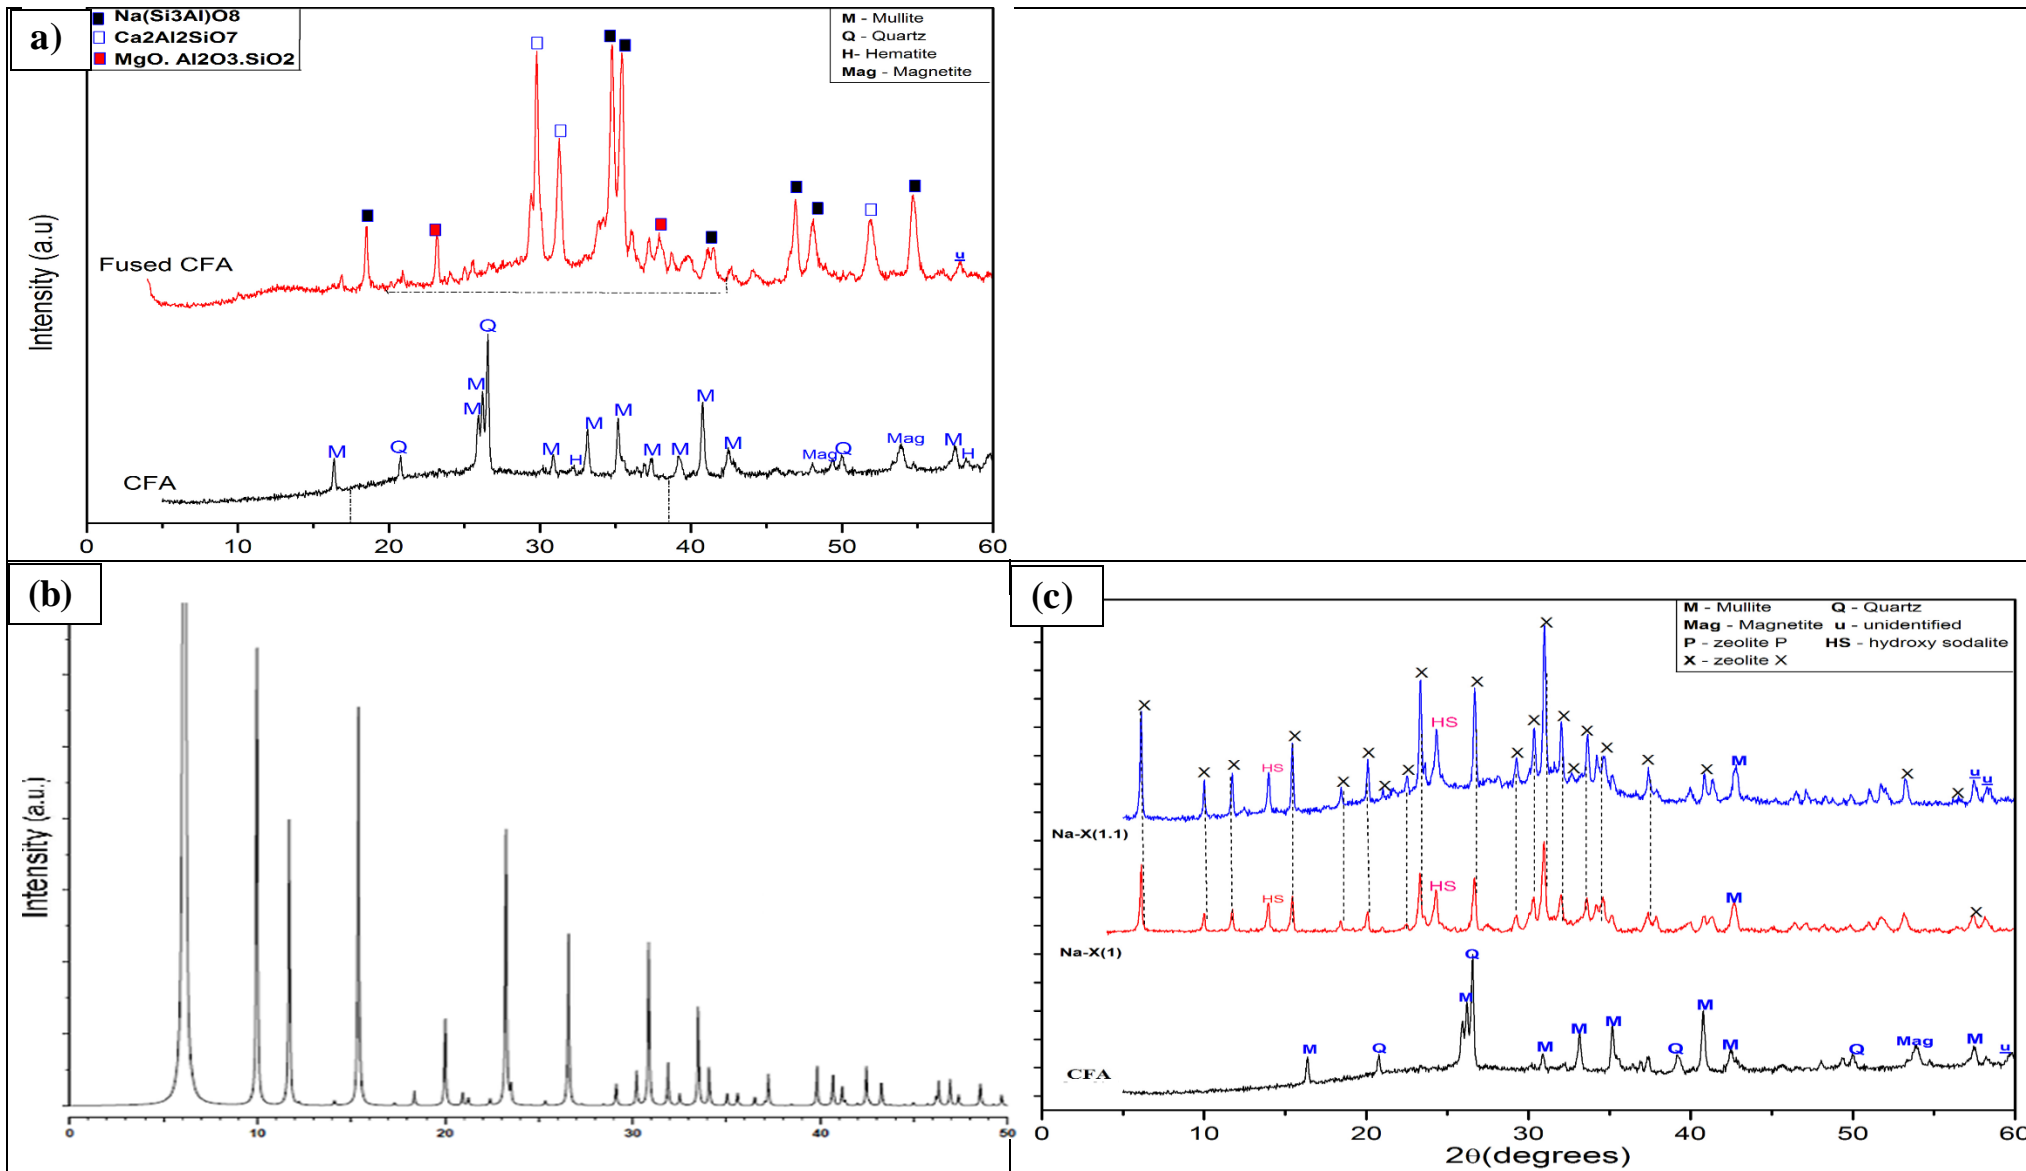 a)
Na(Si3Al)O8
Ca2Al2SiO7
MgO. Al2O3.SiO2
M - Mullite
Q - Quartz
H- Hematite
Mag - Magnetite
Intensity (a.u)
Fused CFA
u
CFA
M
Q
M
M
Q
M
H
M
M
M
M
M
M
Mag
Q
Mag
M
H
0 10 20 30 40 50 60
(b)
Intensity (a.u.)
0 10 20 30 40 50
(c)
M - Mullite Q - Quartz
Mag - Magnetite u - unidentified
P - zeolite P HS - hydroxy sodalite
X - zeolite X
× × × HS × × × × × × HS × × × × × × × × × × M × × u u
Na-X(1.1)
HS HS M ×
Na-X(1)
M Q M Q M M M Q M M Q Mag M u
CFA
0 10 20 30 40 50 60
2θ(degrees)